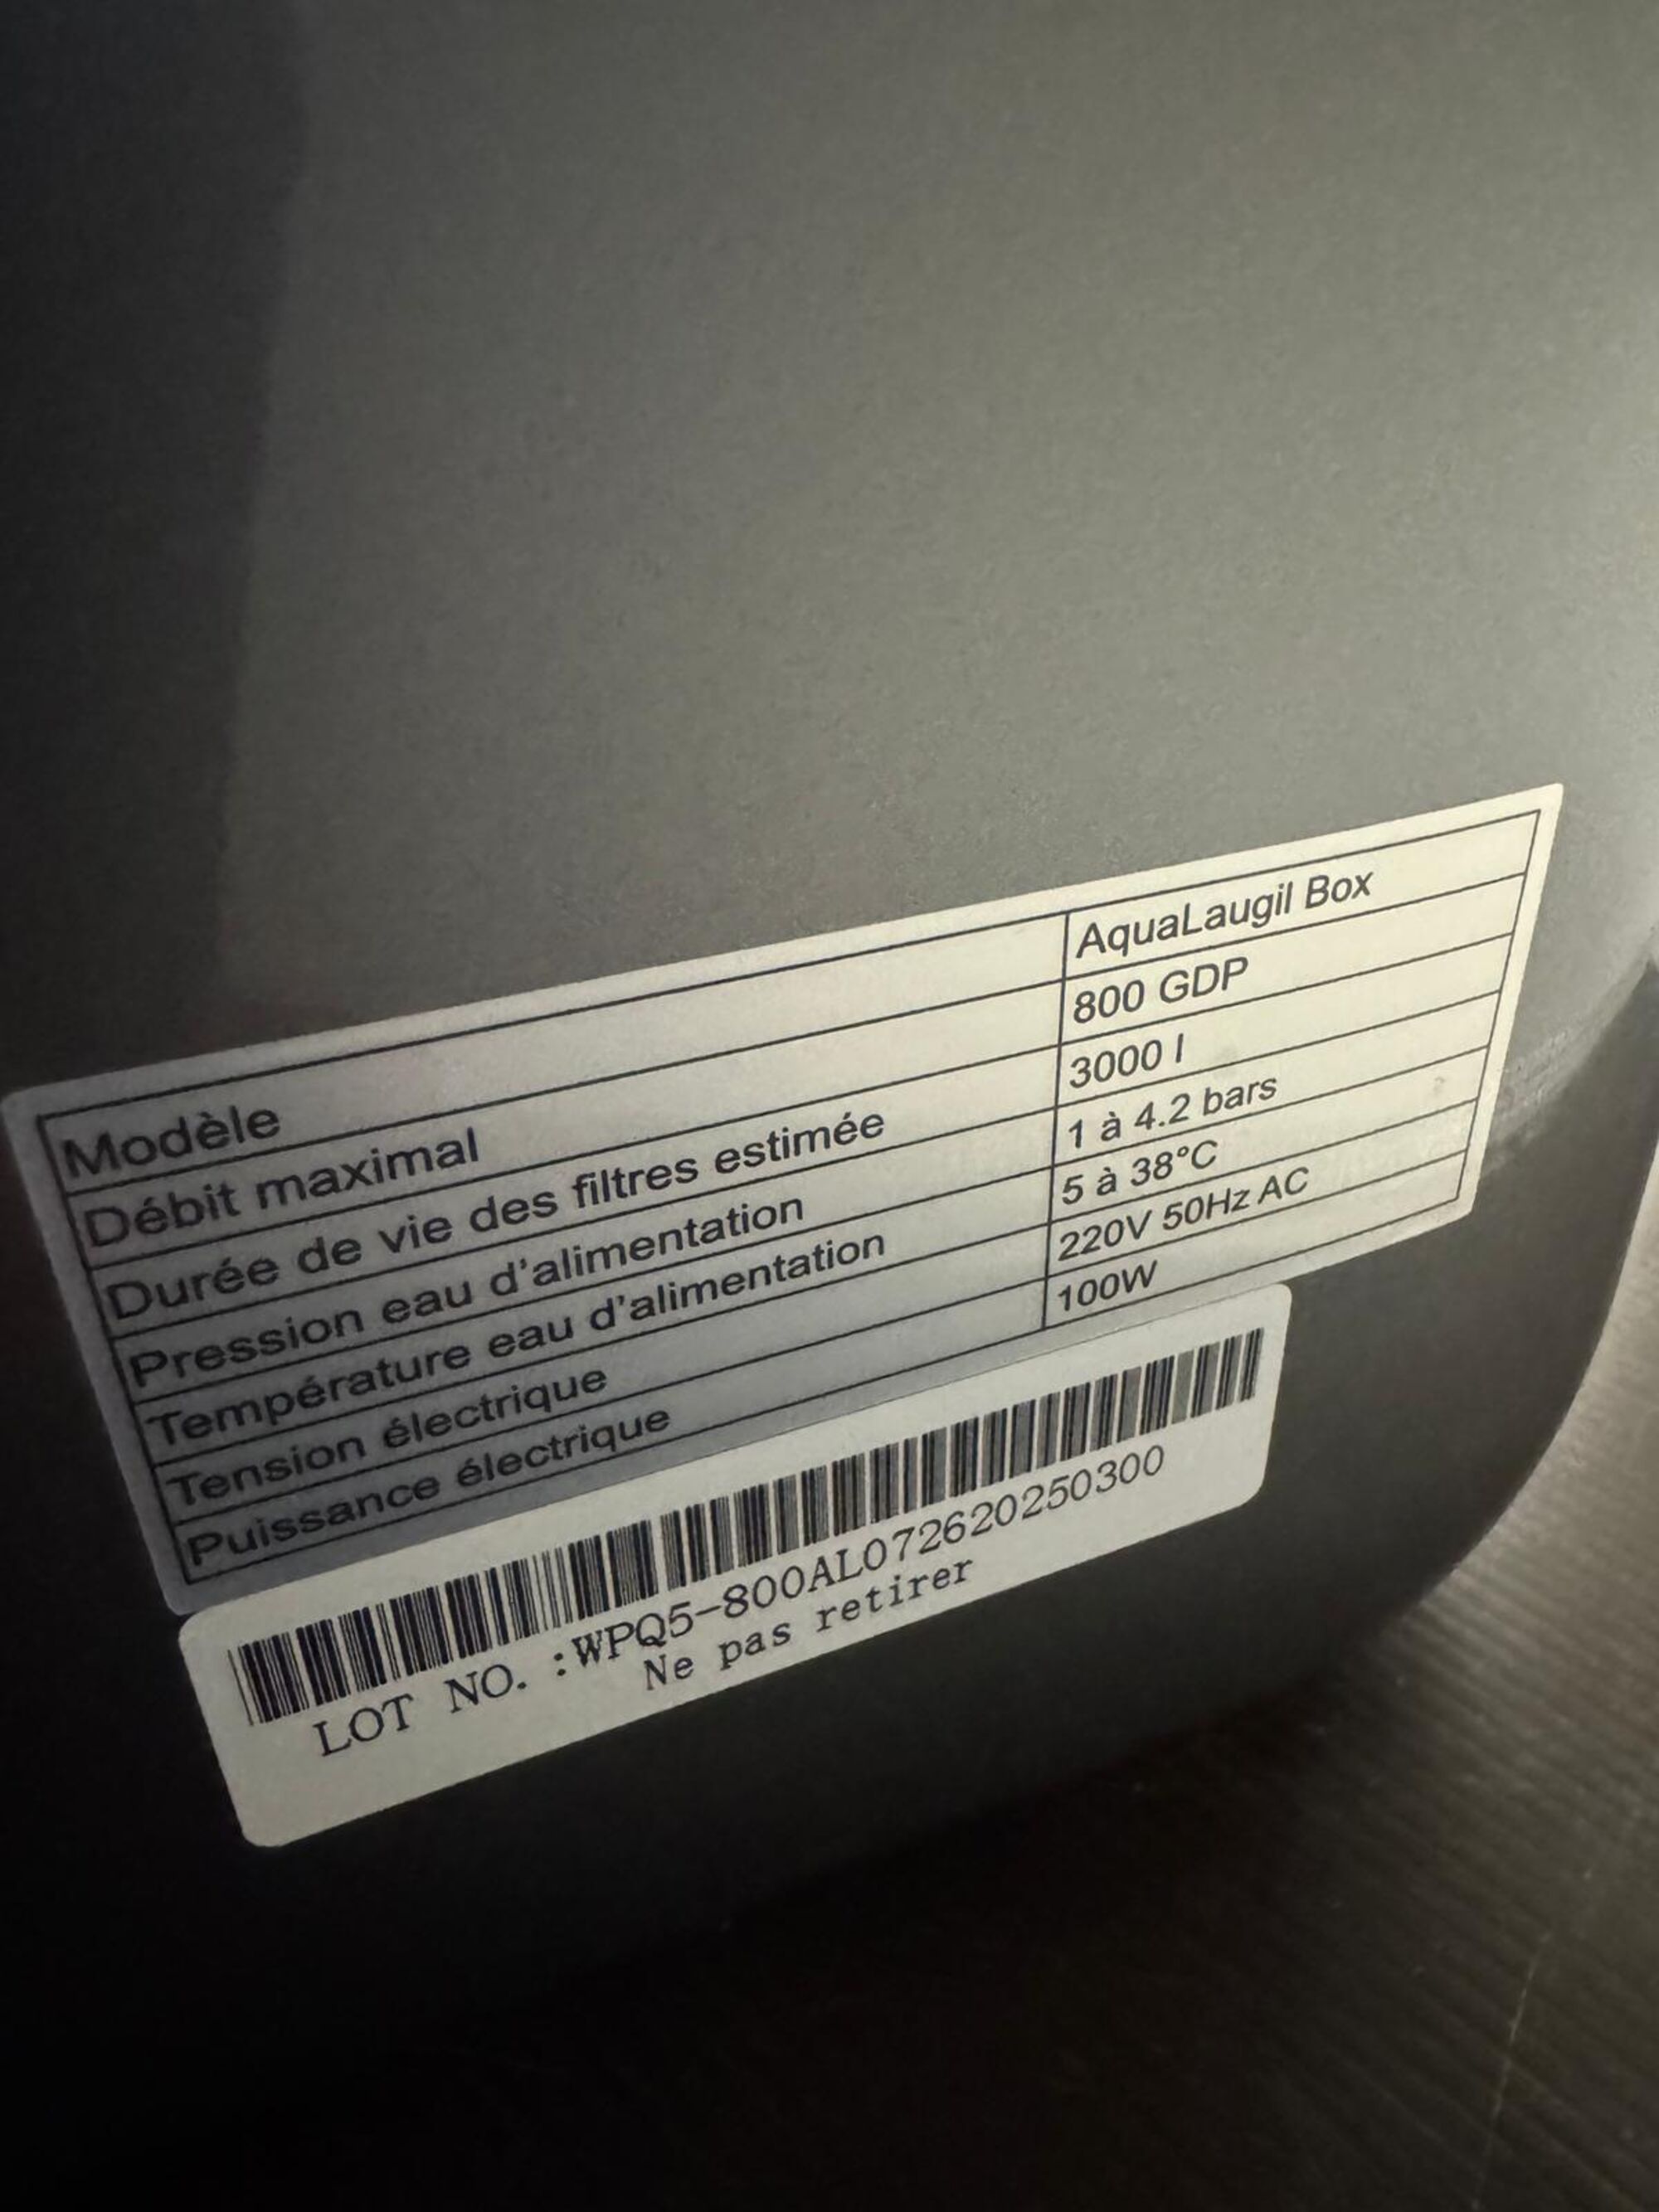 Modèle AquaLaugil Box
Débit maximal 800 GDP
Durée de vie des filtres estimée 3000 l
Pression eau d'alimentation 1 à 4.2 bars
Température eau d'alimentation 5 à 38°C
Tension électrique 220V 50Hz AC
Puissance électrique 100W
LOT NO. :WPQ5-800AL072620250300
Ne pas retirer